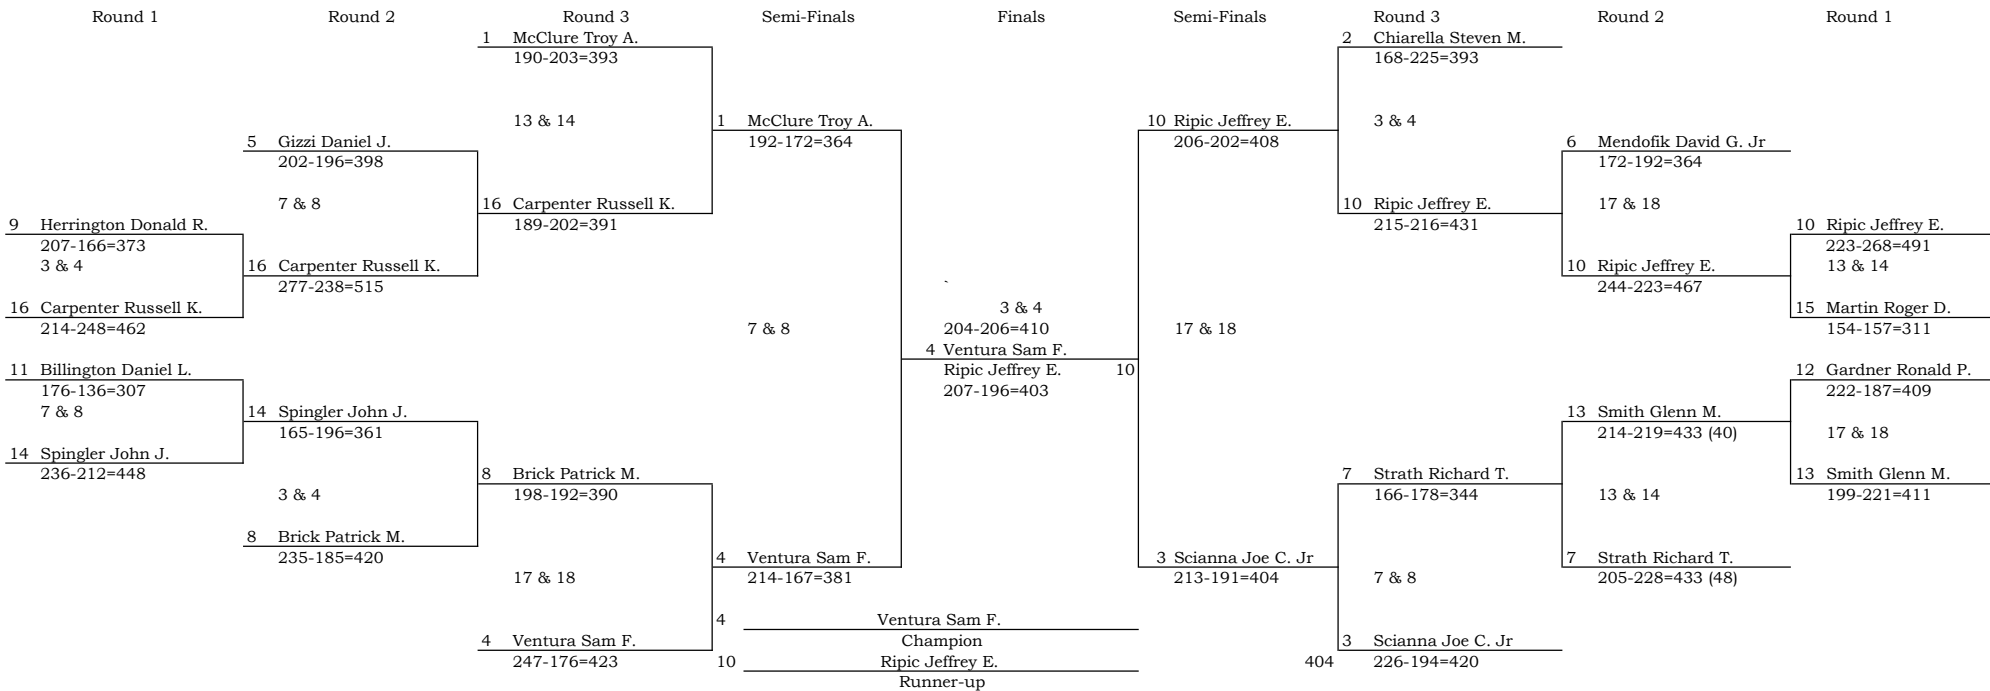 Round 1 Round 2 Round 3 Semi-Finals Finals Semi-Finals Round 3 Round 2 Round 1
1 McClure Troy A. 2 Chiarella Steven M.
190-203=393 168-225=393
13 & 14 1 McClure Troy A. 10 Ripic Jeffrey E. 3 & 4
5 Gizzi Daniel J. 192-172=364 206-202=408 6 Mendofik David G. Jr
202-196=398 172-192=364
7 & 8 16 Carpenter Russell K. 10 Ripic Jeffrey E. 17 & 18
9 Herrington Donald R. 189-202=391 215-216=431 10 Ripic Jeffrey E.
207-166=373 223-268=491
3 & 4 16 Carpenter Russell K. 10 Ripic Jeffrey E. 13 & 14
277-238=515 ` 244-223=467
16 Carpenter Russell K. 3 & 4 15 Martin Roger D.
214-248=462 7 & 8 204-206=410 17 & 18 154-157=311
4 Ventura Sam F.
11 Billington Daniel L. Ripic Jeffrey E. 10 12 Gardner Ronald P.
176-136=307 207-196=403 222-187=409
7 & 8 14 Spingler John J. 13 Smith Glenn M.
165-196=361 214-219=433 (40) 17 & 18
14 Spingler John J.
236-212=448 8 Brick Patrick M. 7 Strath Richard T. 13 Smith Glenn M.
3 & 4 198-192=390 166-178=344 13 & 14 199-221=411
8 Brick Patrick M.
235-185=420 4 Ventura Sam F. 3 Scianna Joe C. Jr 7 Strath Richard T.
17 & 18 214-167=381 213-191=404 7 & 8 205-228=433 (48)
4 Ventura Sam F.
4 Ventura Sam F. Champion 3 Scianna Joe C. Jr
247-176=423 10 Ripic Jeffrey E. 404 226-194=420
Runner-up